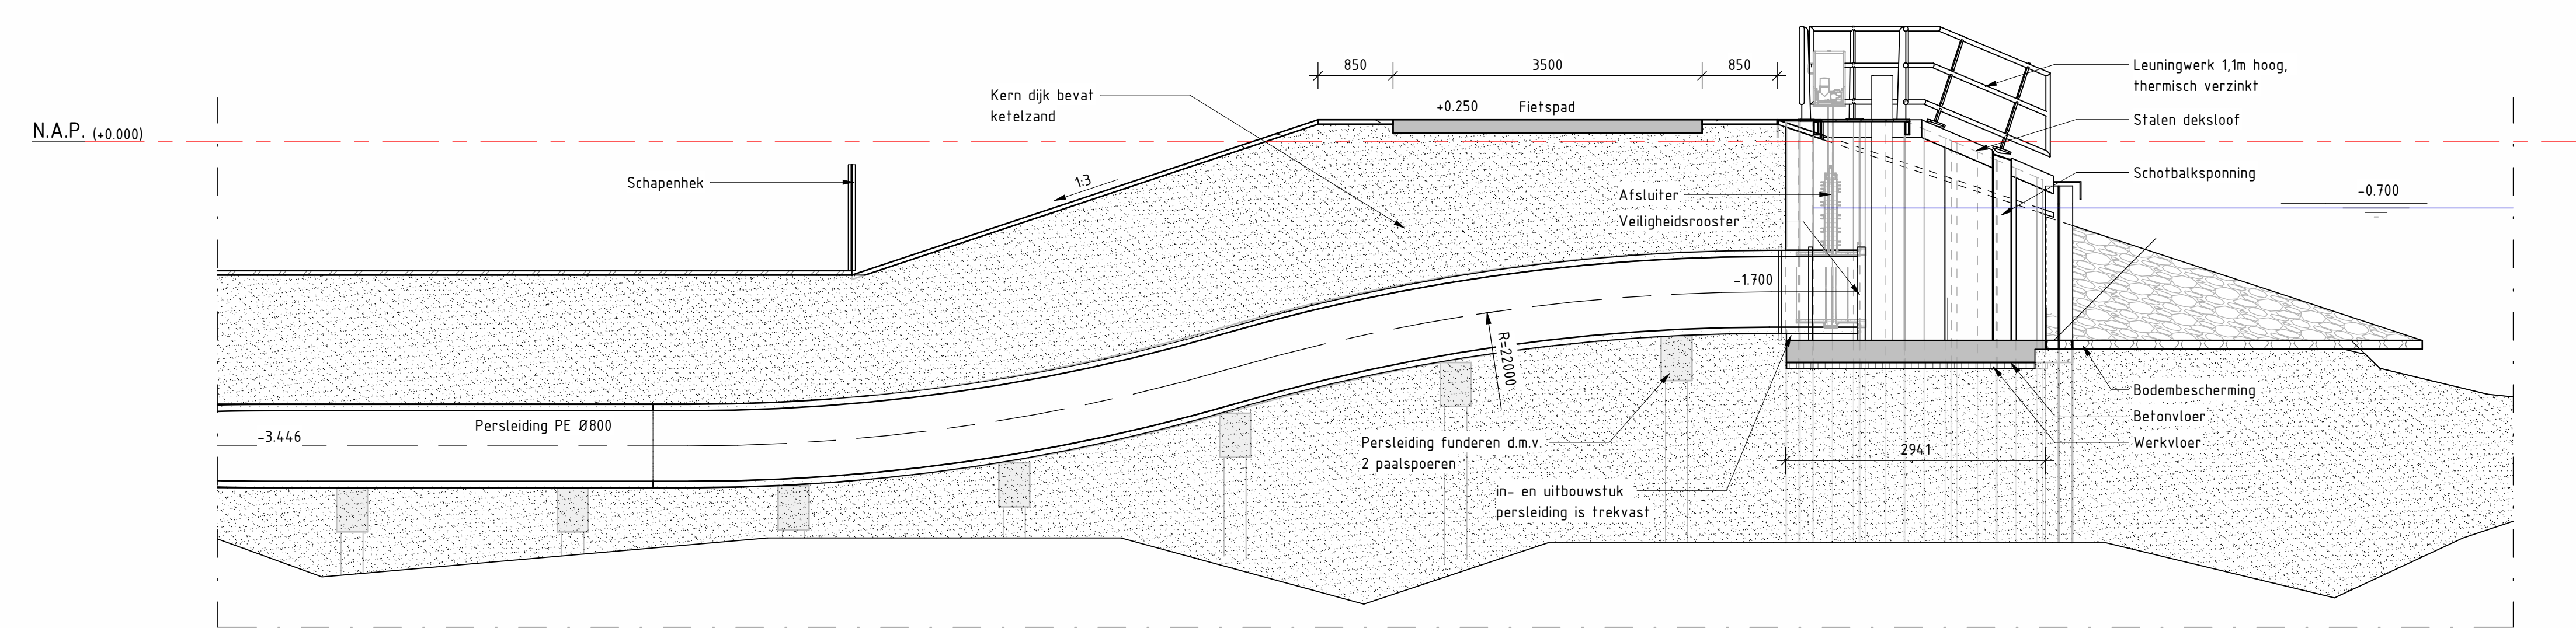 850
3500
850
Leuningwerk 1,1m hoog,
thermisch verzinkt
Kern dijk bevat
ketelzand
+0.250
Fietspad
Stalen deksloof
N.A.P. (+0.000)
Schapenhek
1:3
Schotbalksponning
Afsluiter
-0.700
Veiligheidsrooster
-1.700
R=22000
Bodembescherming
Persleiding PE Ø800
Betonvloer
-3.446
Persleiding funderen d.m.v.
2 paalspoeren
Werkvloer
2941
in- en uitbouwstuk
persleiding is trekvast